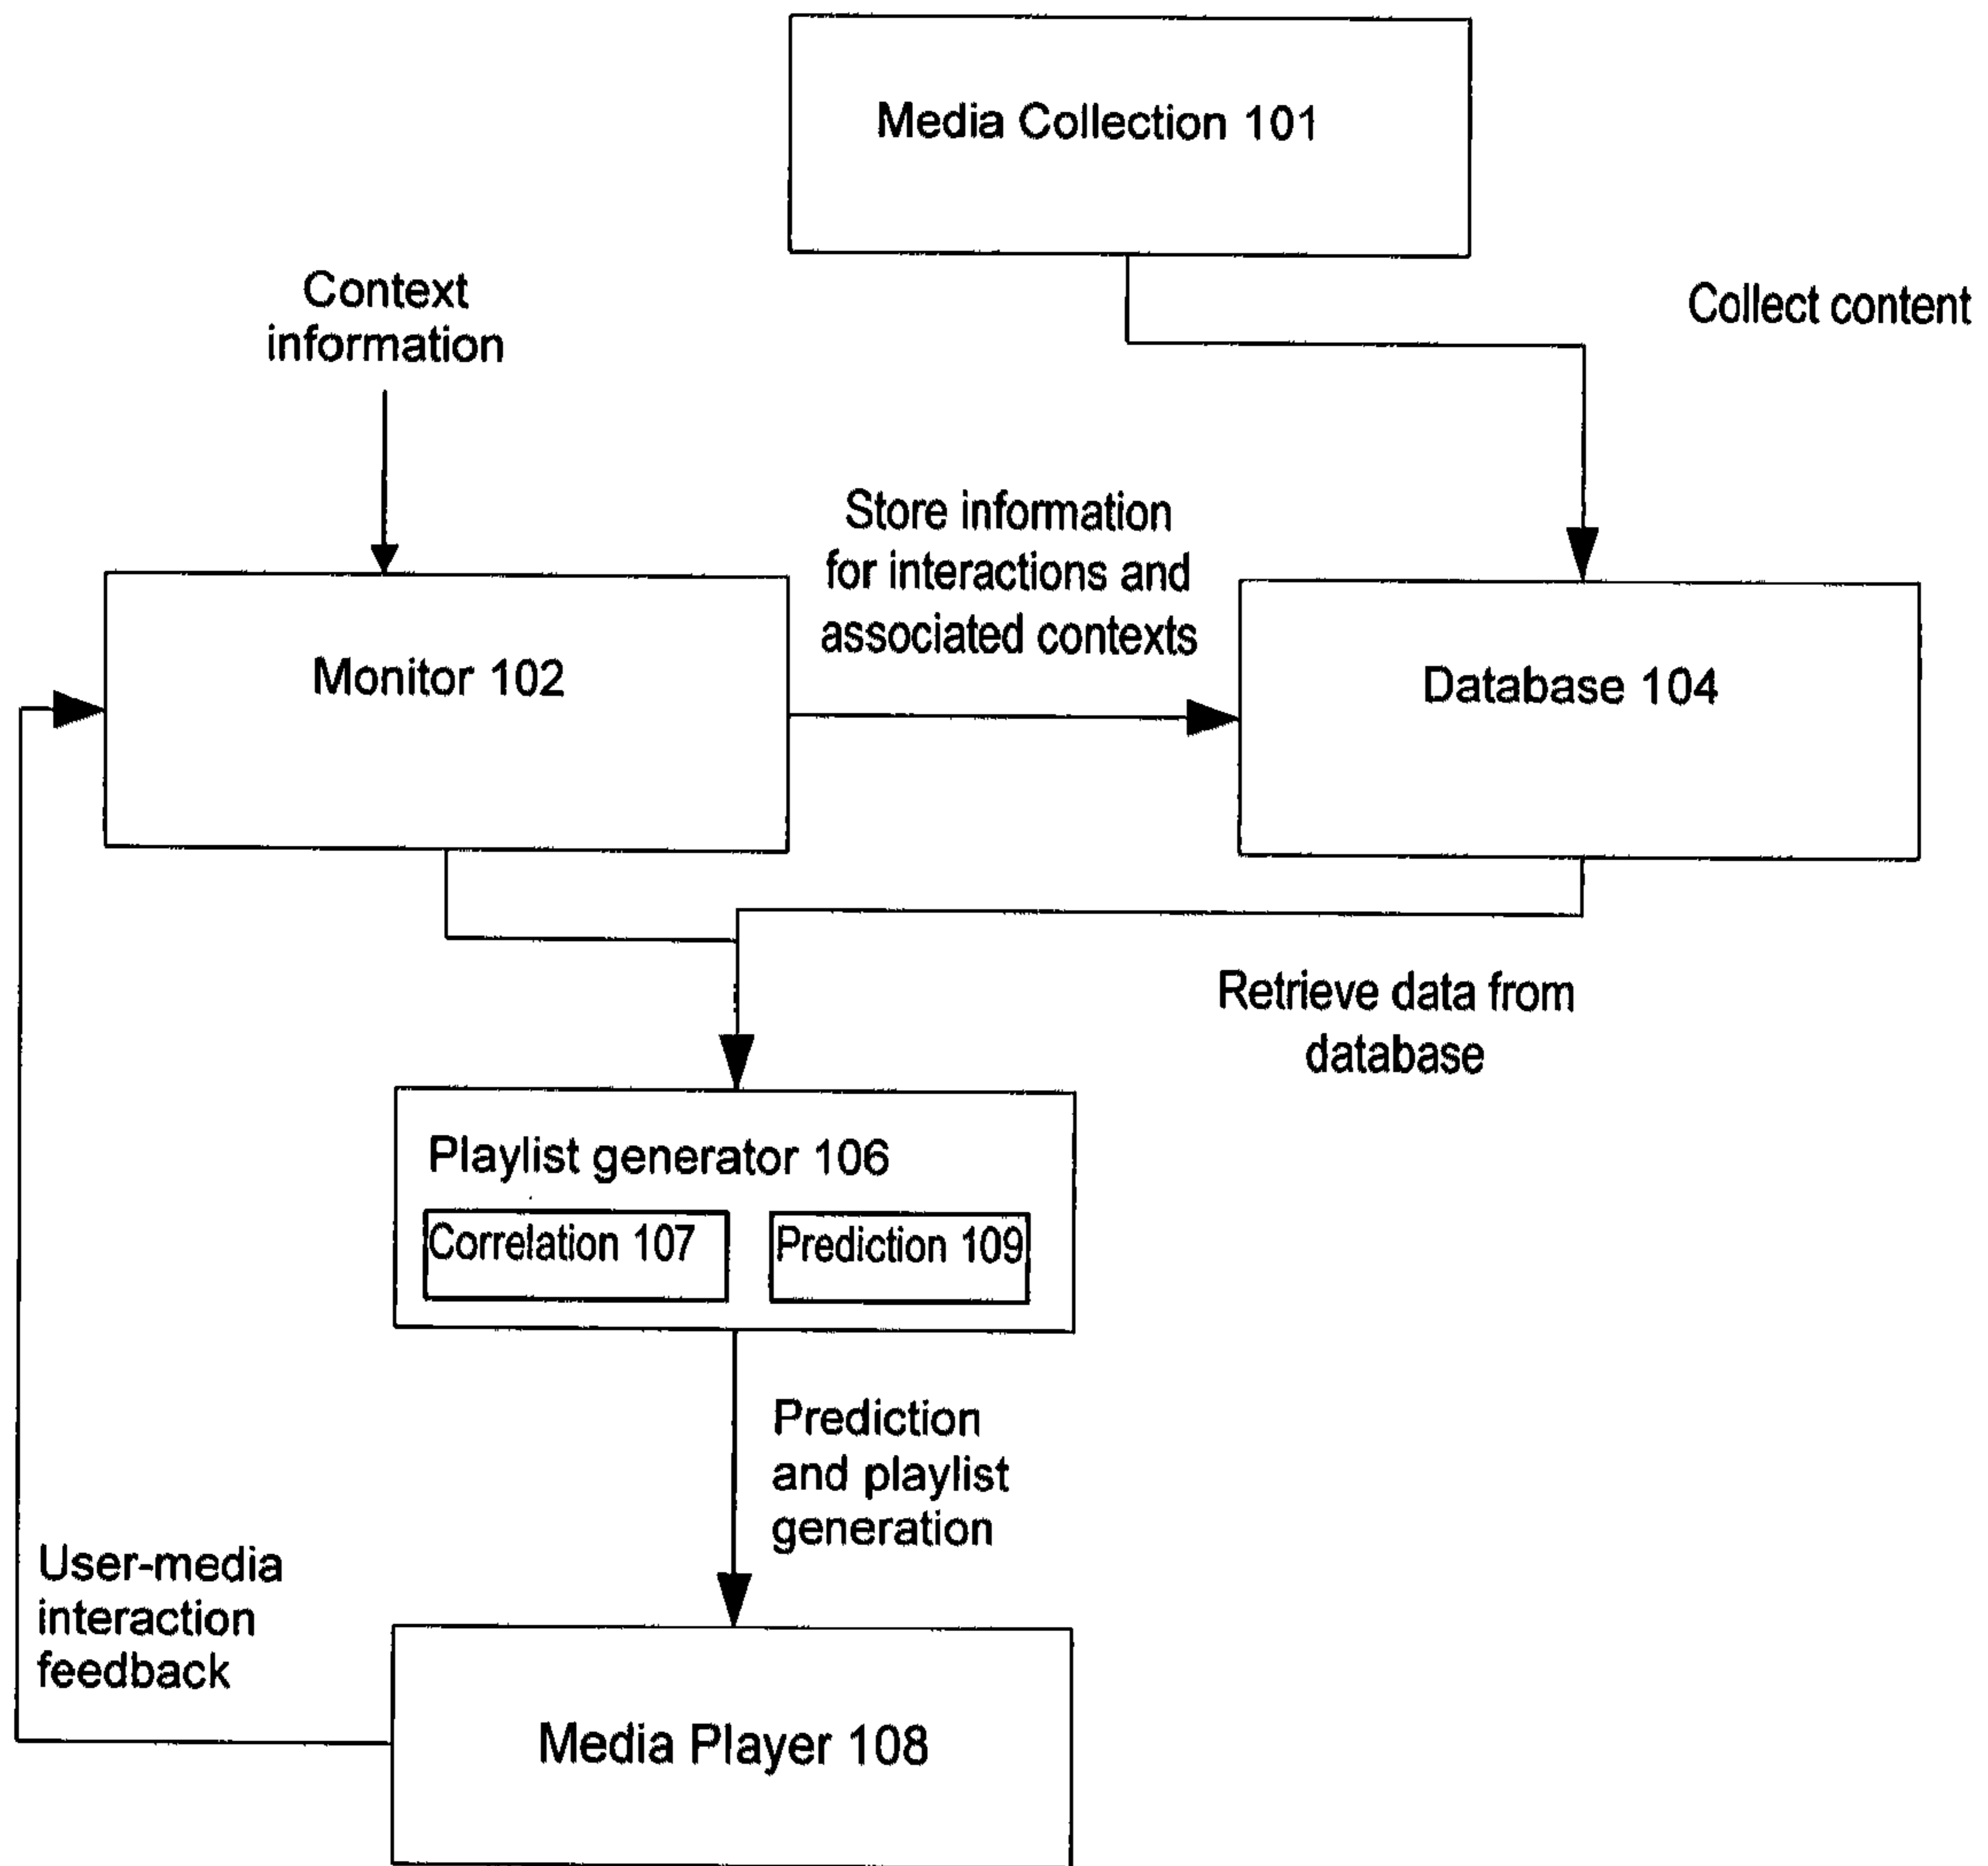 Media Collection 101
Context
information
Collect content
Store information
for interactions and
associated contexts
Monitor 102
Database 104
Retrieve data from
database
Playlist generator 106
Correlation 107
Prediction 109
Prediction
and playlist
generation
User-media
interaction
feedback
Media Player 108